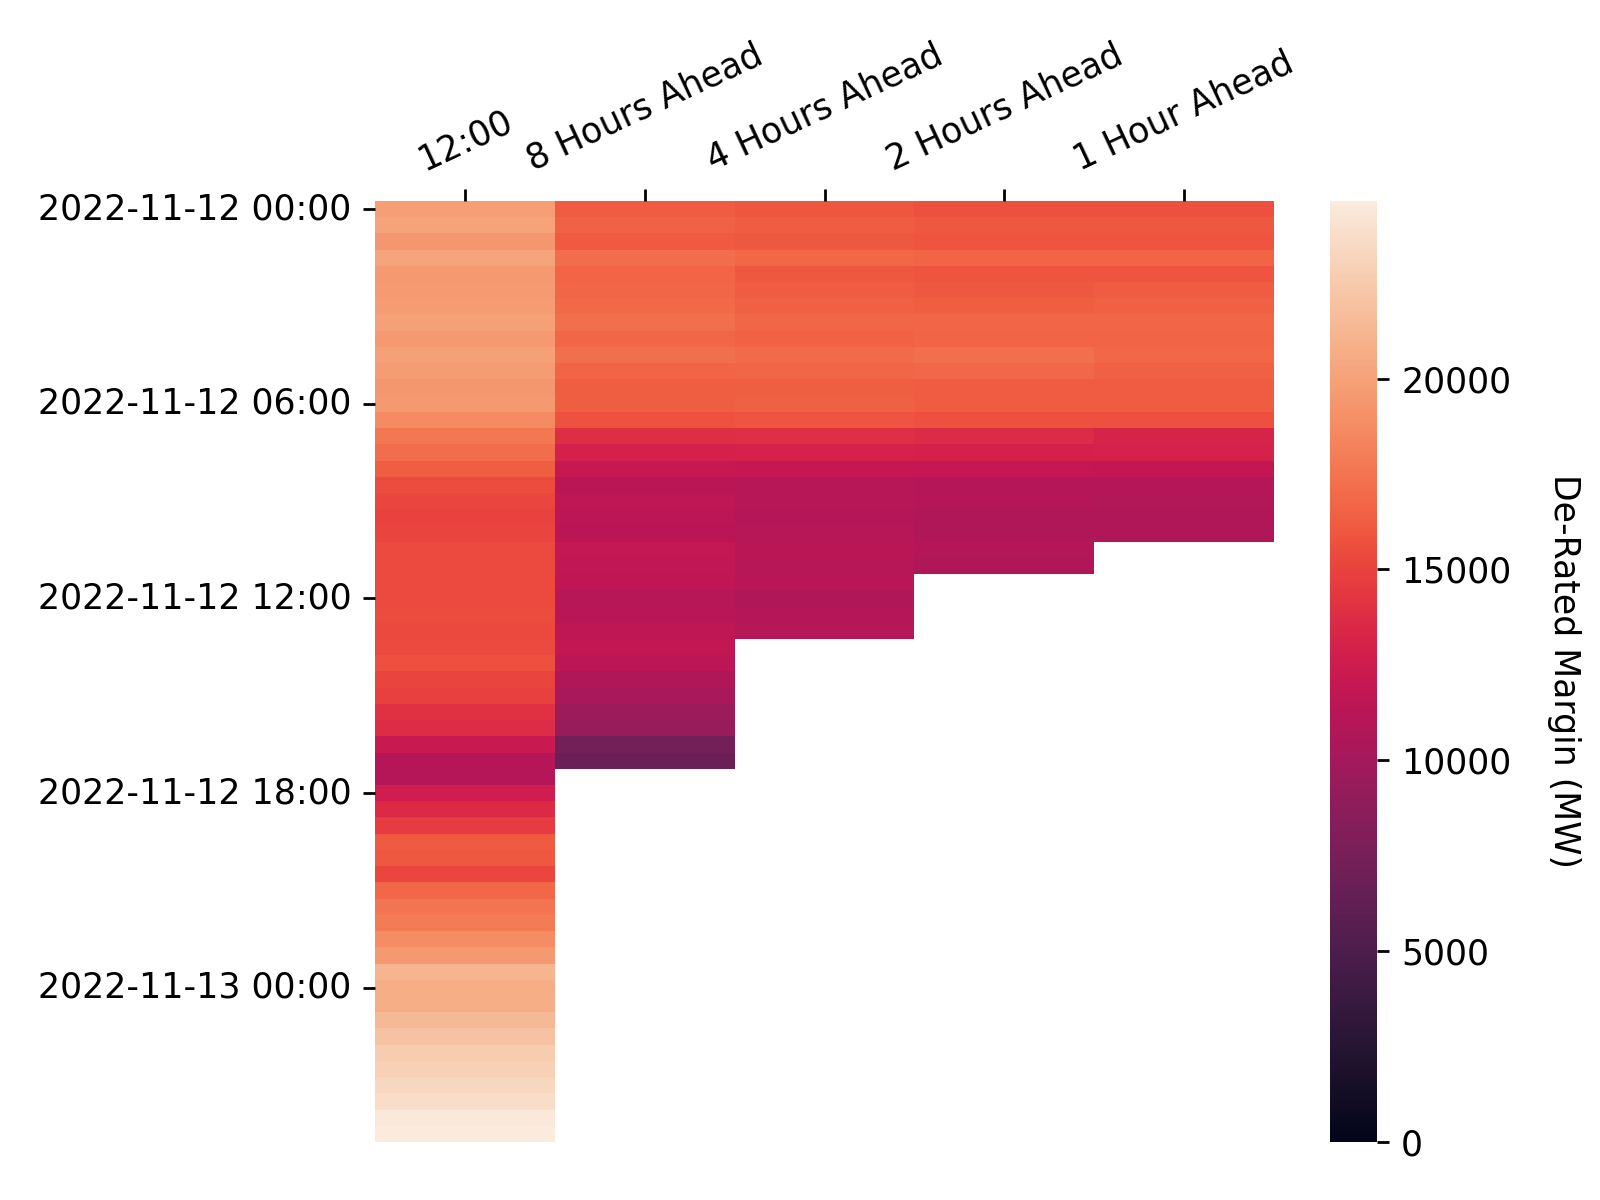 12:00
8 Hours Ahead
4 Hours Ahead
2 Hours Ahead
1 Hour Ahead
2022-11-12 00:00
2022-11-12 06:00
2022-11-12 12:00
2022-11-12 18:00
2022-11-13 00:00
20000
15000
10000
5000
0
De-Rated Margin (MW)